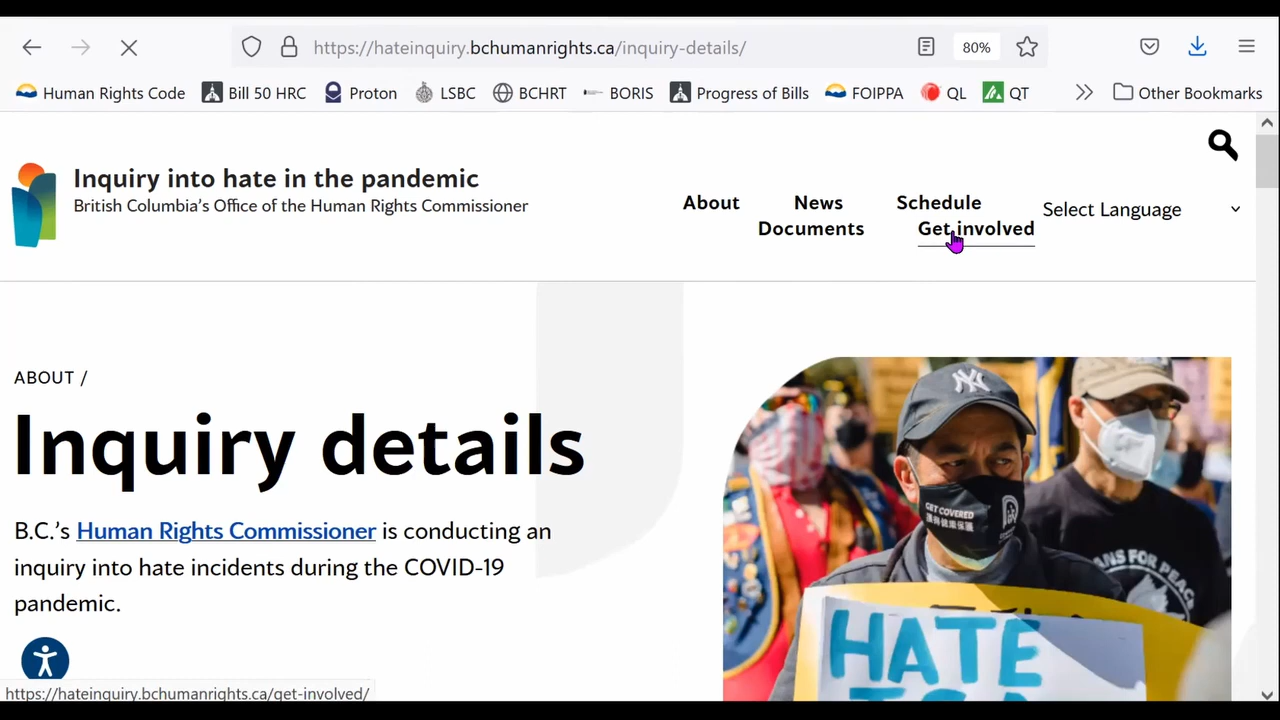 https://hateinquiry.bchumanrights.ca/inquiry-details/
80%
Human Rights Code
Bill 50 HRC
Proton
LSBC
BCHRT
BORIS
Progress of Bills
FOIPPA
QL
QT
Other Bookmarks
Inquiry into hate in the pandemic
British Columbia's Office of the Human Rights Commissioner
About
News
Schedule
Documents
Get involved
Select Language
ABOUT /
Inquiry details
B.C.'s Human Rights Commissioner is conducting an
inquiry into hate incidents during the COVID-19
pandemic.
GET COVERED
ANS FOR PEACE
HATE
https://hateinquiry.bchumanrights.ca/get-involved/